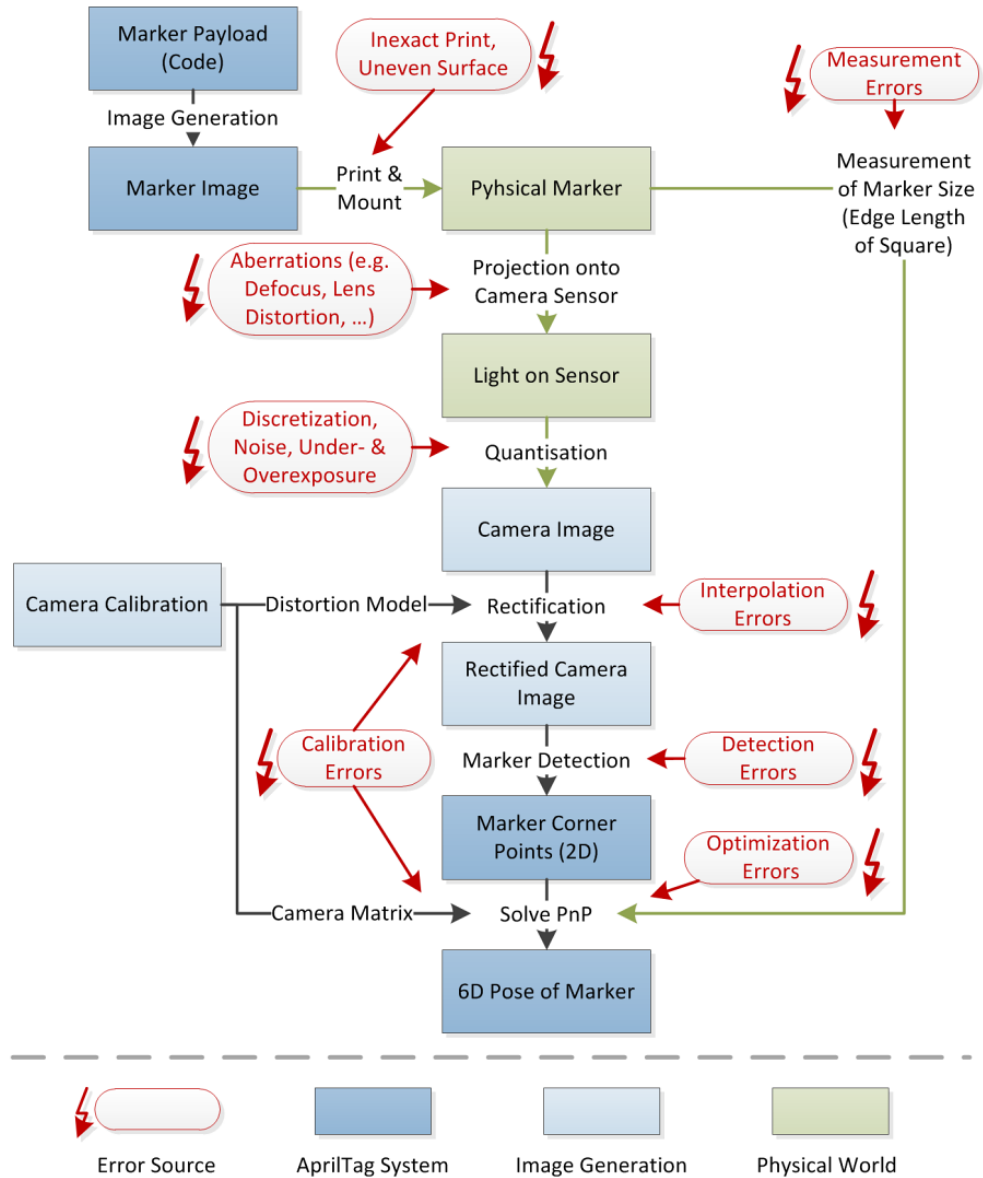 Marker Payload
(Code)
Inexact Print,
Uneven Surface
Measurement
Errors
Image Generation
Marker Image
Print &
Mount
Pyhsical Marker
Measurement
of Marker Size
(Edge Length
of Square)
Aberrations (e.g.
Defocus, Lens
Distortion, ...)
Projection onto
Camera Sensor
Light on Sensor
Discretization,
Noise, Under- &
Overexposure
Quantisation
Camera Image
Camera Calibration
Distortion Model
Rectification
Interpolation
Errors
Rectified Camera
Image
Calibration
Errors
Marker Detection
Detection
Errors
Marker Corner
Points (2D)
Optimization
Errors
Camera Matrix
Solve PnP
6D Pose of Marker
Error Source
AprilTag System
Image Generation
Physical World